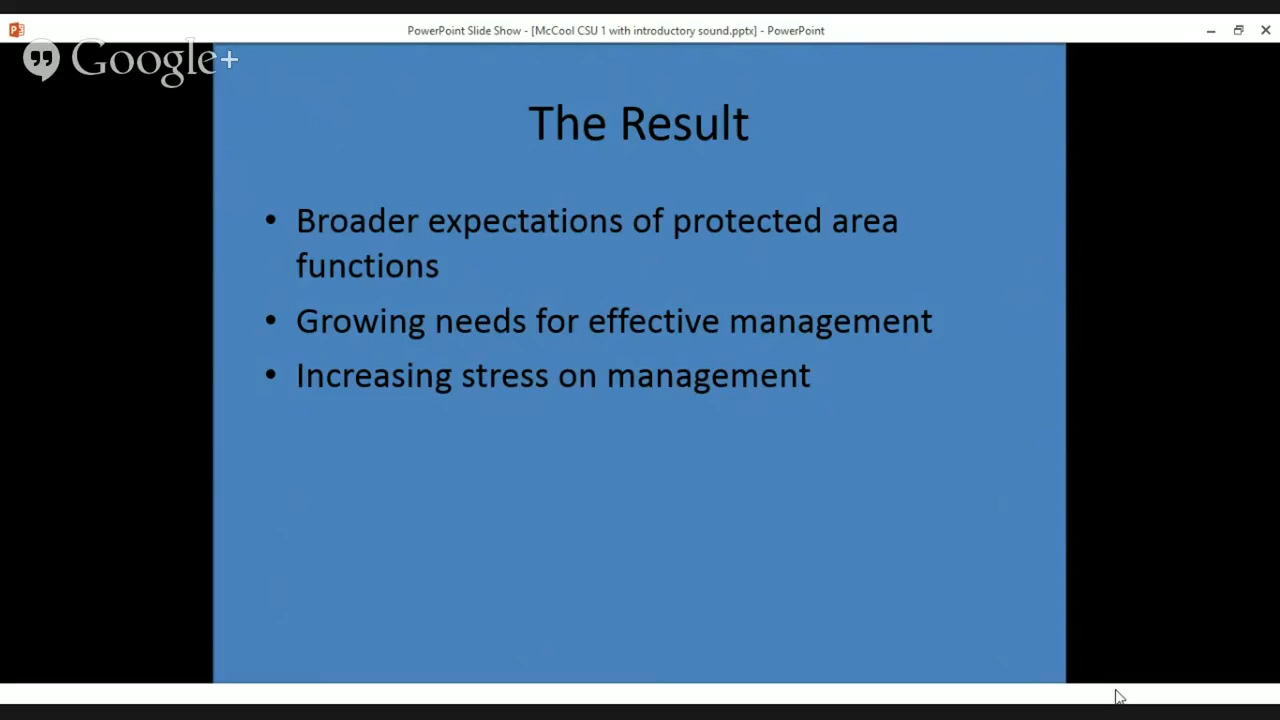 PowerPoint Slide Show - [McCool CSU 1 with introductory sound.pptx] - PowerPoint
Google+
The Result
• Broader expectations of protected area
functions
• Growing needs for effective management
• Increasing stress on management